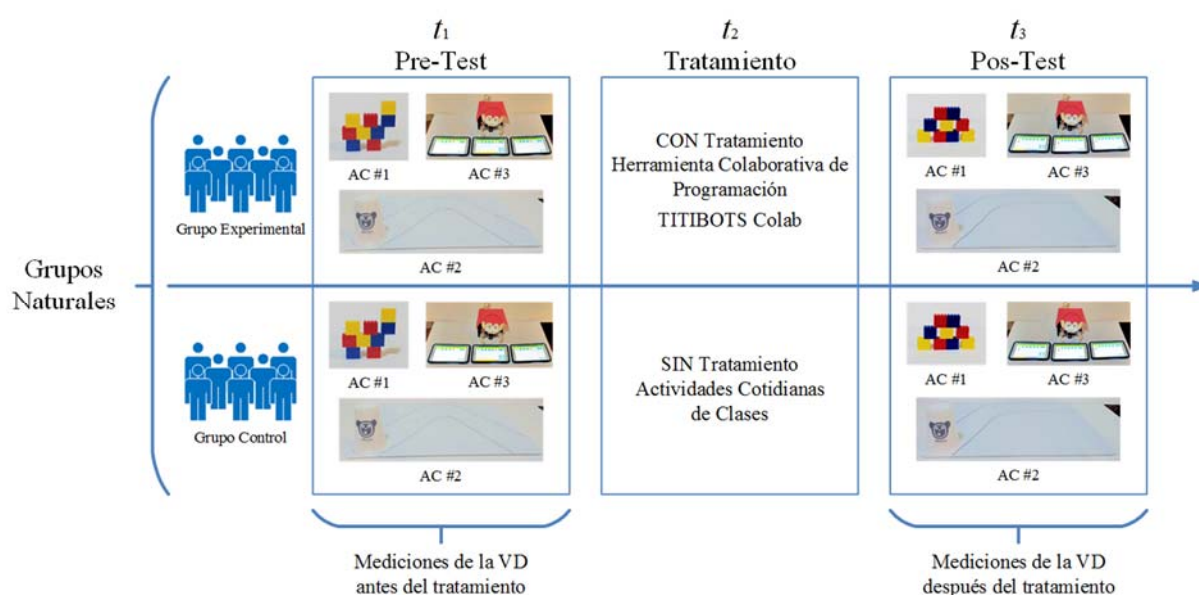 t1
Pre-Test
t2
Tratamiento
t3
Pos-Test
Grupos
Naturales
Grupo Experimental
AC #1
AC #3
AC #2
CON Tratamiento
Herramienta Colaborativa de
Programación
TITIBOTS Colab
AC #1
AC #3
AC #2
Grupo Control
AC #1
AC #3
AC #2
SIN Tratamiento
Actividades Cotidianas
de Clases
AC #1
AC #3
AC #2
Mediciones de la VD
antes del tratamiento
Mediciones de la VD
después del tratamiento